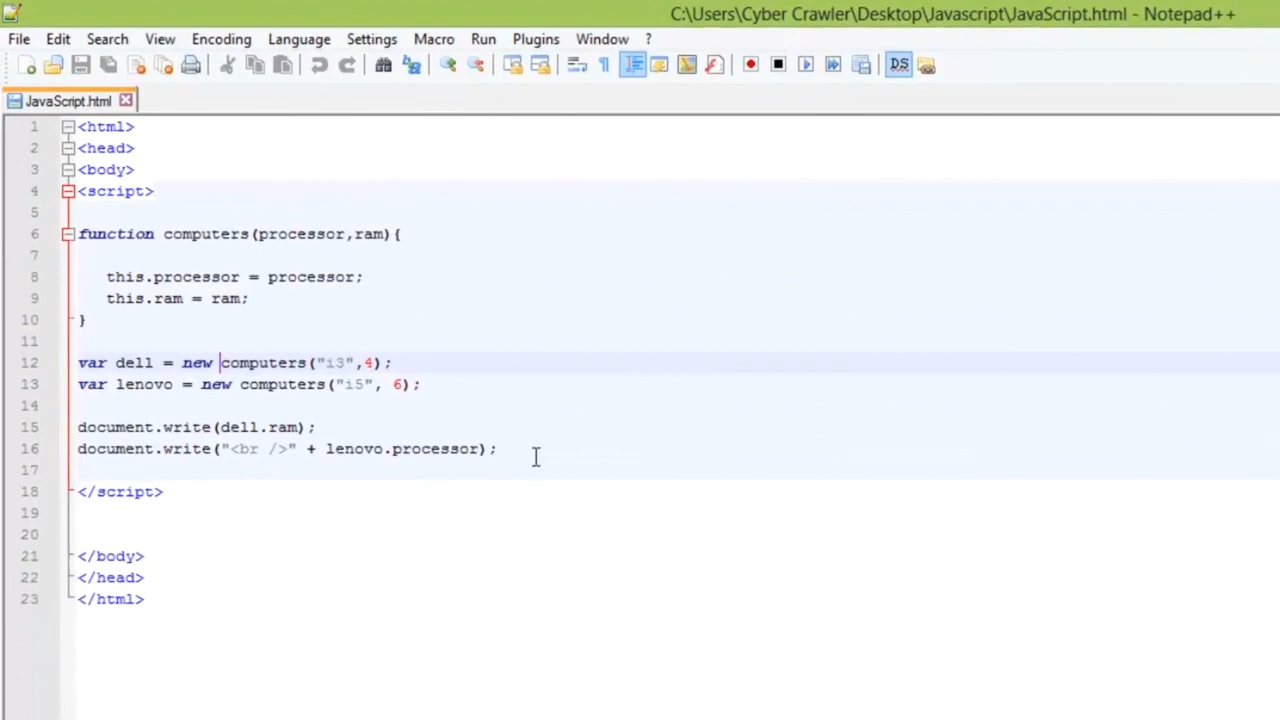 C:\Users\Cyber Crawler\Desktop\Javascript\JavaScript.html - Notepad++
File Edit Search View Encoding Language Settings Macro Run Plugins Window ?
DS
JavaScript.html
1 <html>
2 <head>
3 <body>
4 <script>
5
6 function computers(processor,ram){
7
8 this.processor = processor;
9 this.ram = ram;
10 }
11
12 var dell = new computers("i3",4);
13 var lenovo = new computers("i5", 6);
14
15 document.write(dell.ram);
16 document.write("<br />" + lenovo.processor);
17
18 </script>
19
20
21 </body>
22 </head>
23 </html>